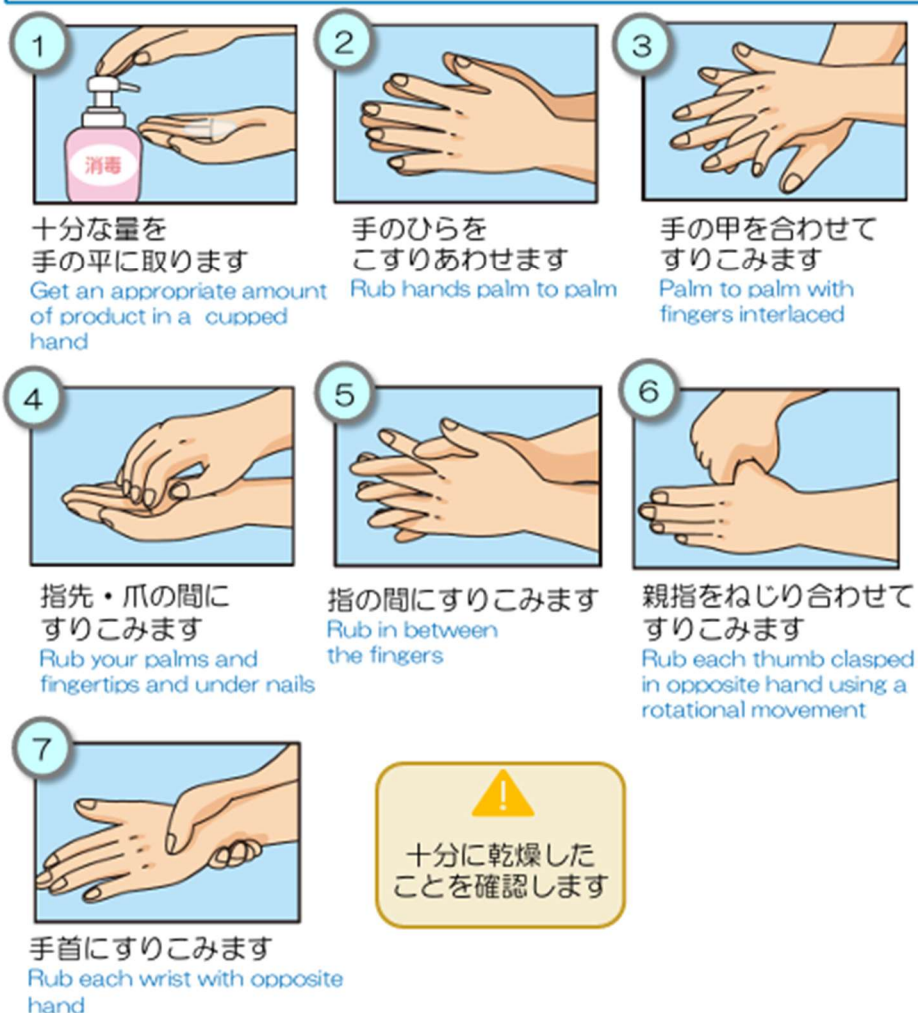 1
消毒
十分な量を
手の平に取ります
Get an appropriate amount
of product in a cupped
hand
2
手のひらを
こすりあわせます
Rub hands palm to palm
3
手の甲を合わせて
すりこみます
Palm to palm with
fingers interlaced
4
指先・爪の間に
すりこみます
Rub your palms and
fingertips and under nails
5
指の間にすりこみます
Rub in between
the fingers
6
親指をねじり合わせて
すりこみます
Rub each thumb clasped
in opposite hand using a
rotational movement
7
手首にすりこみます
Rub each wrist with opposite
hand
!
十分に乾燥した
ことを確認します